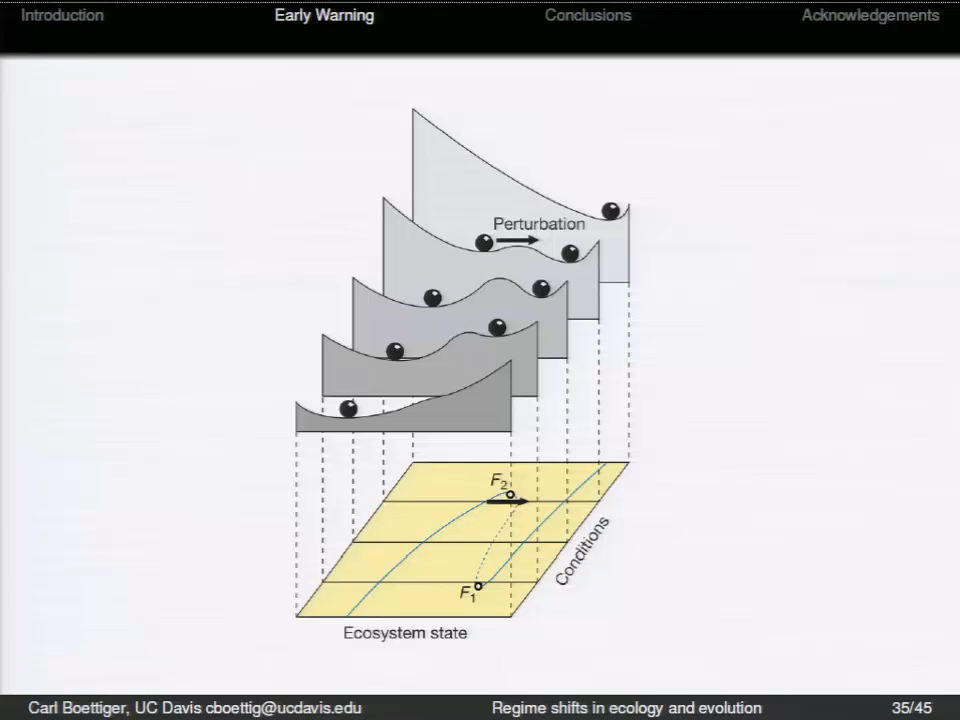 Introduction Early Warning Conclusions Acknowledgements
Perturbation
F2
F1
Conditions
Ecosystem state
Carl Boettiger, UC Davis cboettig@ucdavis.edu Regime shifts in ecology and evolution 35/45